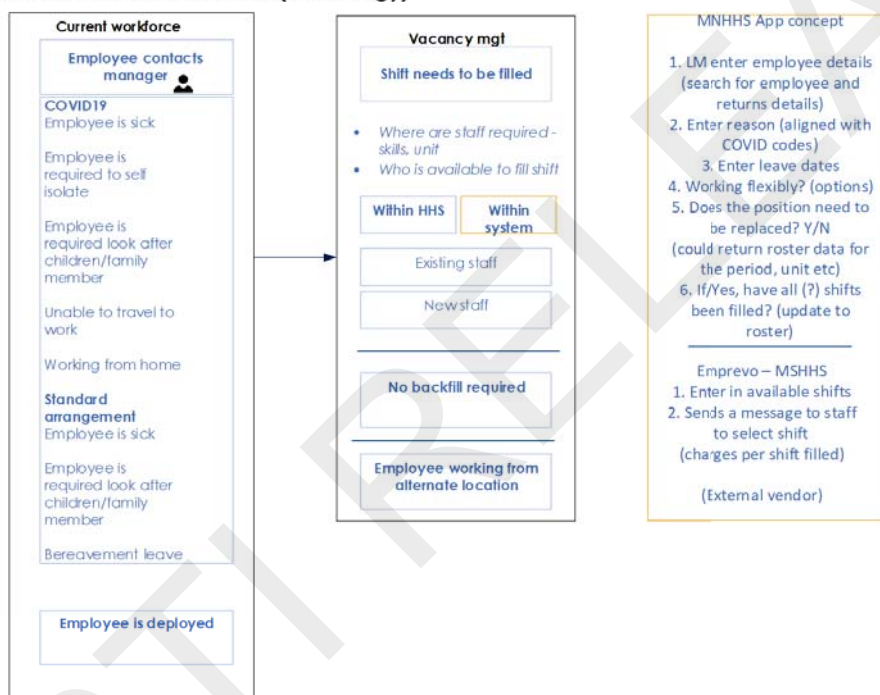 Current workforce
Employee contacts
manager
COVID19
Employee is sick
Employee is
required to self
isolate
Employee is
required look after
children/family
member
Unable to travel to
work
Working from home
Standard
arrangement
Employee is sick
Employee is
required look after
children/family
member
Bereavement leave
Employee is deployed
Vacancy mgt
Shift needs to be filled
• Where are staff required -
skills, unit
• Who is available to fill shift
Within HHS
Within
system
Existing staff
New staff
No backfill required
Employee working from
alternate location
MNHHS App concept
1. LM enter employee details
(search for employee and
returns details)
2. Enter reason (aligned with
COVID codes)
3. Enter leave dates
4. Working flexibly? (options)
5. Does the position need to
be replaced? Y/N
(could return roster data for
the period, unit etc)
6. If/Yes, have all (?) shifts
been filled? (update to
roster)
Emprevo – MSHHS
1. Enter in available shifts
2. Sends a message to staff
to select shift
(charges per shift filled)
(External vendor)
RTI RELEA